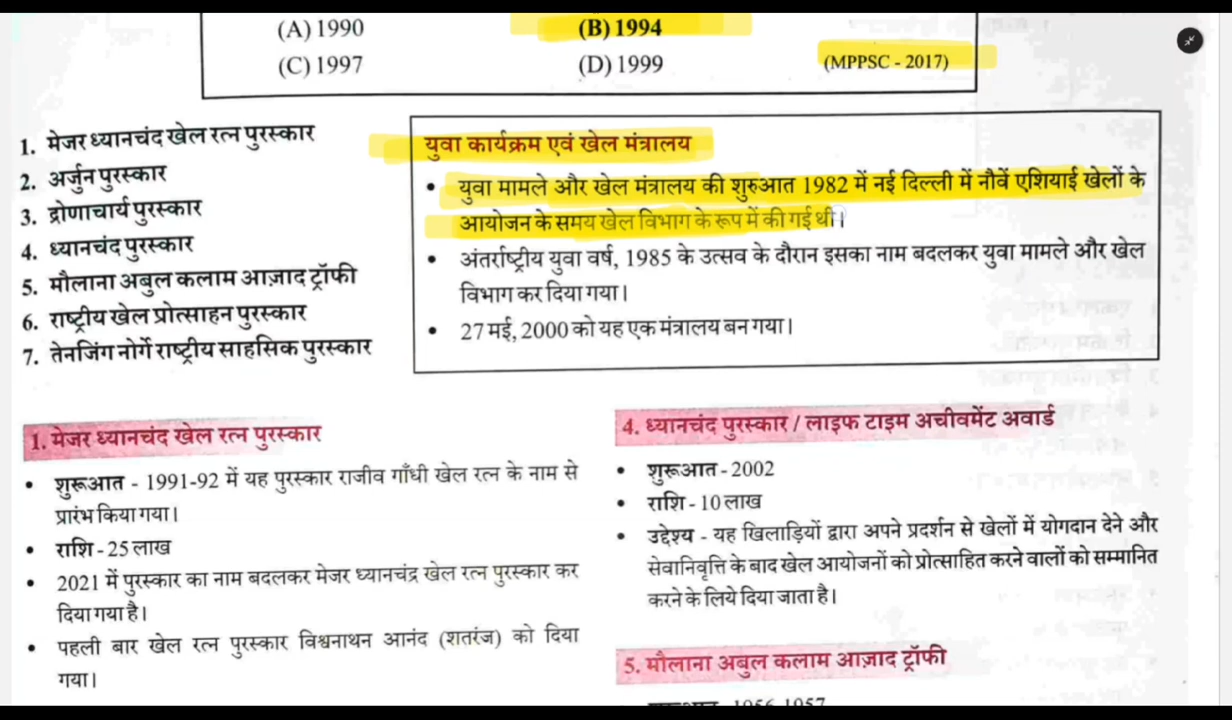 (A) 1990
(B) 1994
(C) 1997
(D) 1999
(MPPSC - 2017)
1. मेजर ध्यानचंद खेल रत्न पुरस्कार
2. अर्जुन पुरस्कार
3. द्रोणाचार्य पुरस्कार
4. ध्यानचंद पुरस्कार
5. मौलाना अबुल कलाम आज़ाद ट्रॉफी
6. राष्ट्रीय खेल प्रोत्साहन पुरस्कार
7. तेनजिंग नोर्गे राष्ट्रीय साहसिक पुरस्कार
युवा कार्यक्रम एवं खेल मंत्रालय
• युवा मामले और खेल मंत्रालय की शुरुआत 1982 में नई दिल्ली में नौवें एशियाई खेलों के
आयोजन के समय खेल विभाग के रूप में की गई थी।
• अंतर्राष्ट्रीय युवा वर्ष, 1985 के उत्सव के दौरान इसका नाम बदलकर युवा मामले और खेल
विभाग कर दिया गया।
• 27 मई, 2000 को यह एक मंत्रालय बन गया।
1. मेजर ध्यानचंद खेल रत्न पुरस्कार
• शुरूआत - 1991-92 में यह पुरस्कार राजीव गाँधी खेल रत्न के नाम से
प्रारंभ किया गया।
• राशि - 25 लाख
• 2021 में पुरस्कार का नाम बदलकर मेजर ध्यानचंद्र खेल रत्न पुरस्कार कर
दिया गया है।
• पहली बार खेल रत्न पुरस्कार विश्वनाथन आनंद (शतरंज) को दिया
गया।
4. ध्यानचंद पुरस्कार / लाइफ टाइम अचीवमेंट अवार्ड
• शुरूआत - 2002
• राशि - 10 लाख
• उद्देश्य - यह खिलाड़ियों द्वारा अपने प्रदर्शन से खेलों में योगदान देने और
सेवानिवृत्ति के बाद खेल आयोजनों को प्रोत्साहित करने वालों को सम्मानित
करने के लिये दिया जाता है।
5. मौलाना अबुल कलाम आज़ाद ट्रॉफी